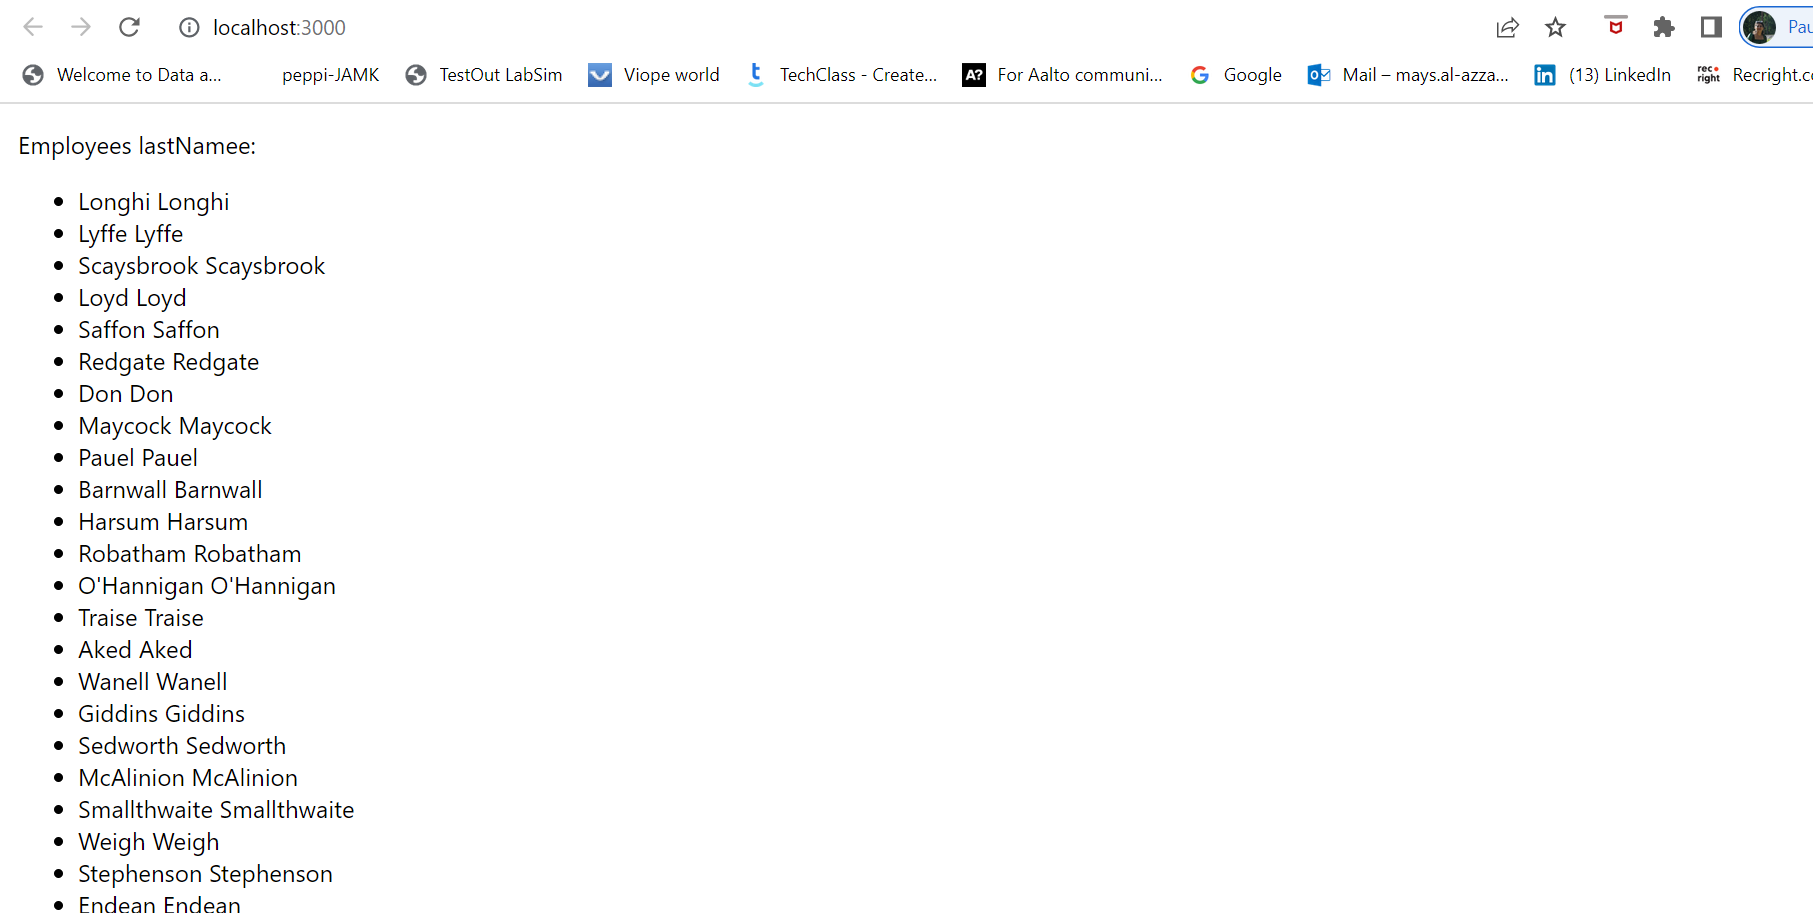 localhost:3000
Pau
Welcome to Data a... peppi-JAMK TestOut LabSim Viope world TechClass - Create... A? For Aalto communi... Google Mail – mays.al-azza... (13) LinkedIn rec right Recright.co
Employees lastNamee:
Longhi Longhi
Lyffe Lyffe
Scaysbrook Scaysbrook
Loyd Loyd
Saffon Saffon
Redgate Redgate
Don Don
Maycock Maycock
Pauel Pauel
Barnwall Barnwall
Harsum Harsum
Robatham Robatham
O'Hannigan O'Hannigan
Traise Traise
Aked Aked
Wanell Wanell
Giddins Giddins
Sedworth Sedworth
McAlinion McAlinion
Smallthwaite Smallthwaite
Weigh Weigh
Stephenson Stephenson
Endean Endean